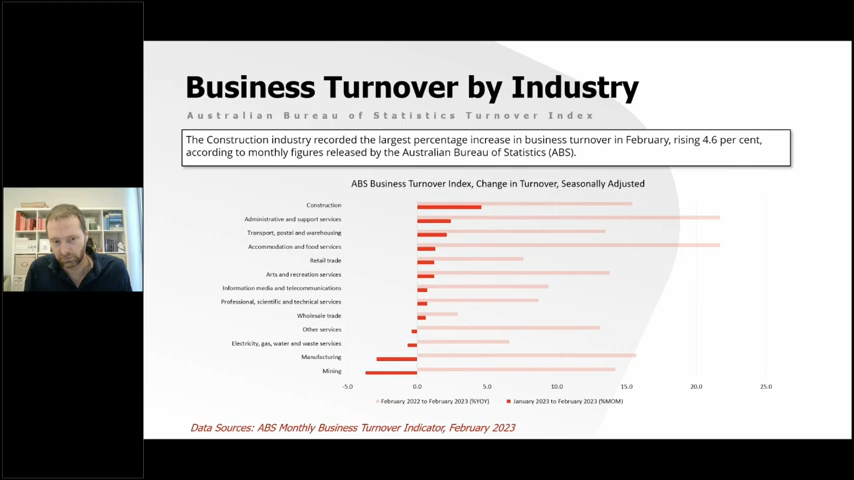 Business Turnover by Industry
Australian Bureau of Statistics Turnover Index
The Construction industry recorded the largest percentage increase in business turnover in February, rising 4.6 per cent,
according to monthly figures released by the Australian Bureau of Statistics (ABS).
ABS Business Turnover Index, Change in Turnover, Seasonally Adjusted
Construction
Administrative and support services
Transport, postal and warehousing
Accommodation and food services
Retail trade
Arts and recreation services
Information media and telecommunications
Professional, scientific and technical services
Wholesale trade
Other services
Electricity, gas, water and waste services
Manufacturing
Mining
-5.0 0.0 5.0 10.0 15.0 20.0 25.0
February 2022 to February 2023 (%YOY) January 2023 to February 2023 (%MOM)
Data Sources: ABS Monthly Business Turnover Indicator, February 2023